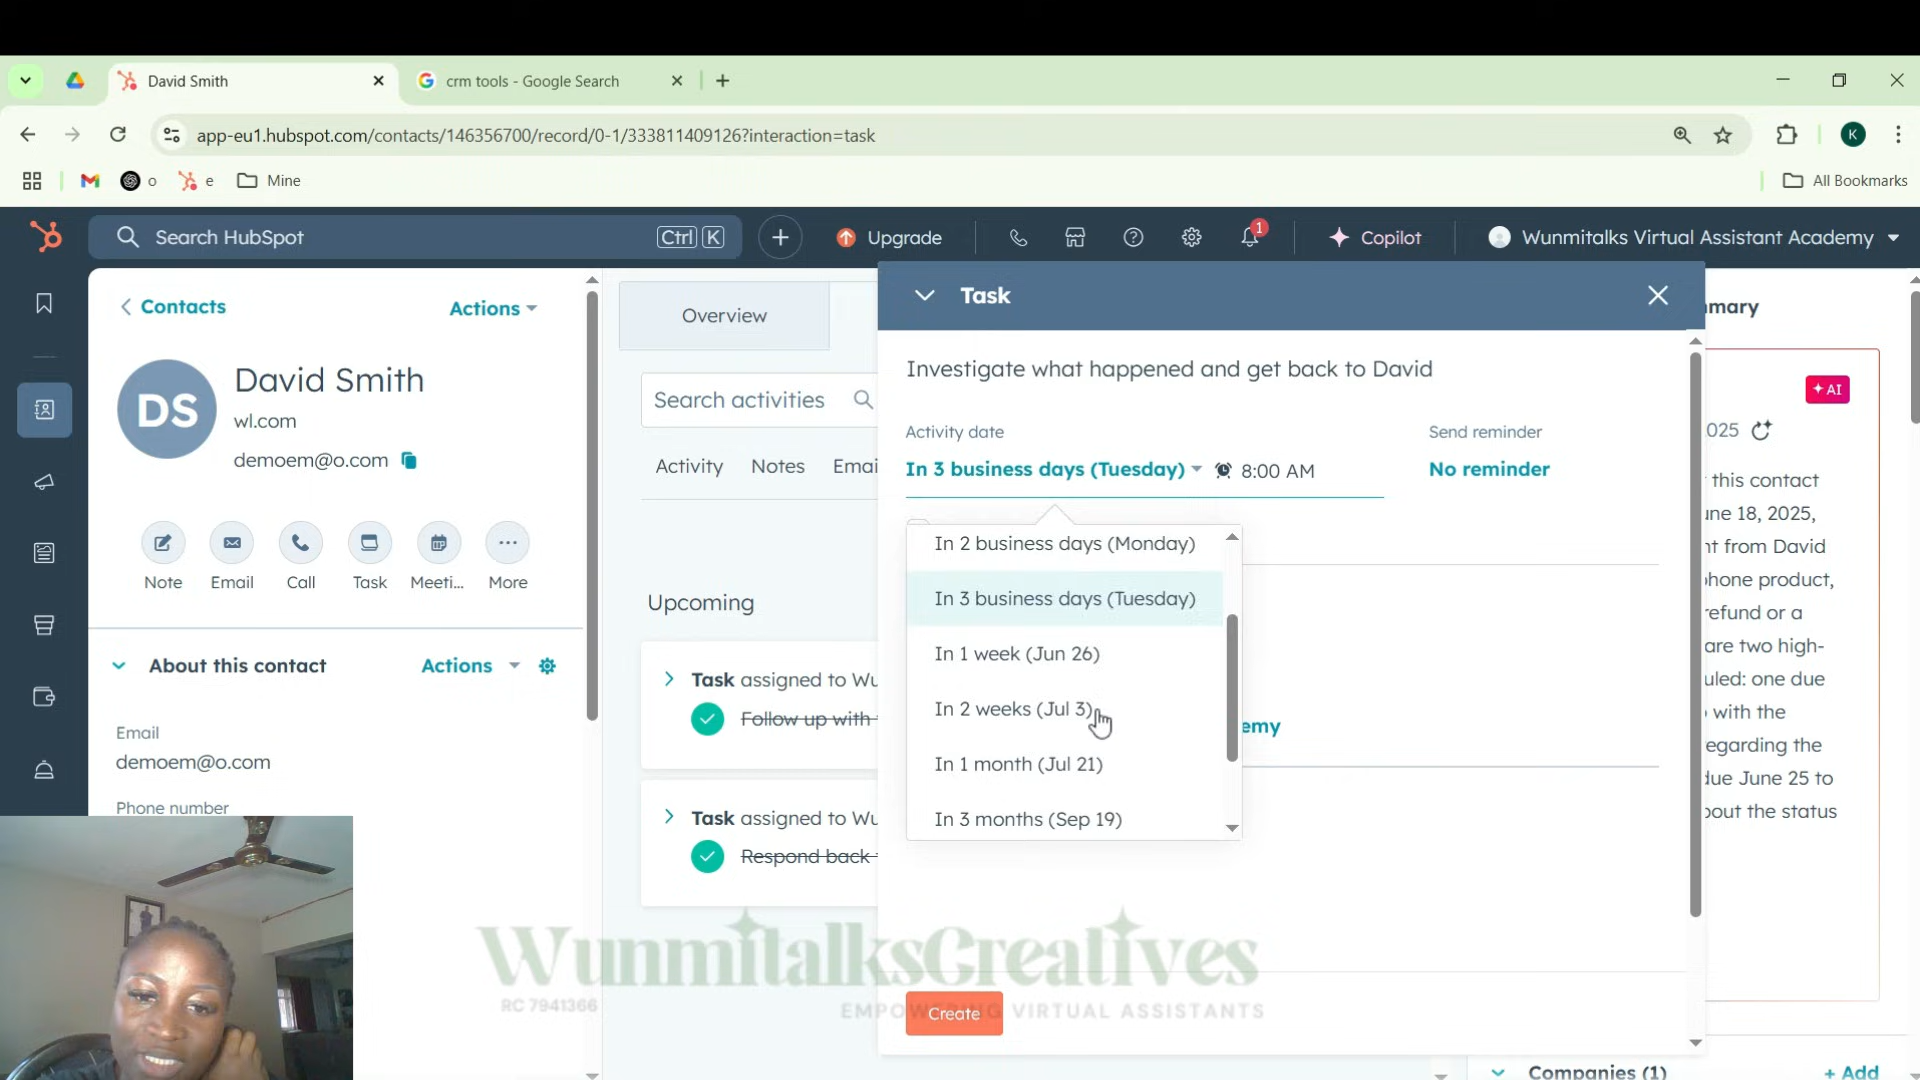 David Smith
crm tools - Google Search
app-eu1.hubspot.com/contacts/146356700/record/0-1/333811409126?interaction=task
K
o
e
Mine
All Bookmarks
Search HubSpot
Ctrl K
Upgrade
1
Copilot
Wunmitalks Virtual Assistant Academy
Contacts
Actions
DS
David Smith
wl.com
demoem@o.com
Note
Email
Call
Task
Meeti...
More
About this contact
Actions
Email
demoem@o.com
Phone number
Overview
Search activities
Activity
Notes
Emai
Upcoming
Task assigned to Wu
Follow up with
Task assigned to Wu
Respond back
Task
Investigate what happened and get back to David
Activity date
In 3 business days (Tuesday)
8:00 AM
Send reminder
No reminder
In 2 business days (Monday)
In 3 business days (Tuesday)
In 1 week (Jun 26)
In 2 weeks (Jul 3)
In 1 month (Jul 21)
In 3 months (Sep 19)
emy
Create
mmary
AI
025
this contact
une 18, 2025,
t from David
phone product,
refund or a
are two high-
uled: one due
with the
egarding the
due June 25 to
bout the status
Companies (1)
+ Add
WunmitalksCreatives
RC 7941366
EMPOWERING VIRTUAL ASSISTANTS